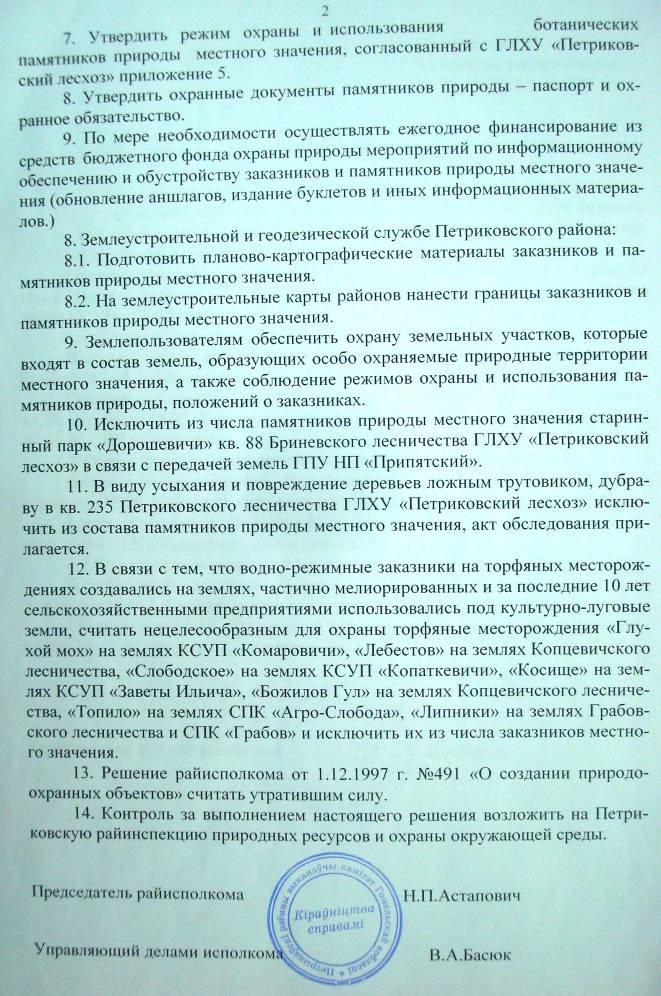 2
7. Утвердить режим охраны и использования ботанических
памятников природы местного значения, согласованный с ГЛХУ «Петриков-
ский лесхоз» приложение 5.
8. Утвердить охранные документы памятников природы – паспорт и ох-
ранное обязательство.
9. По мере необходимости осуществлять ежегодное финансирование из
средств бюджетного фонда охраны природы мероприятий по информационному
обеспечению и обустройству заказников и памятников природы местного значе-
ния (обновление аншлагов, издание буклетов и иных информационных материа-
лов.)
8. Землеустроительной и геодезической службе Петриковского района:
8.1. Подготовить планово-картографические материалы заказников и па-
мятников природы местного значения.
8.2. На землеустроительные карты районов нанести границы заказников и
памятников природы местного значения.
9. Землепользователям обеспечить охрану земельных участков, которые
входят в состав земель, образующих особо охраняемые природные территории
местного значения, а также соблюдение режимов охраны и использования па-
мятников природы, положений о заказниках.
10. Исключить из числа памятников природы местного значения старин-
ный парк «Дорошевичи» кв. 88 Бриневского лесничества ГЛХУ «Петриковский
лесхоз» в связи с передачей земель ГПУ НП «Припятский».
11. В виду усыхания и повреждение деревьев ложным трутовиком, дубра-
ву в кв. 235 Петриковского лесничества ГЛХУ «Петриковский лесхоз» исклю-
чить из состава памятников природы местного значения, акт обследования при-
лагается.
12. В связи с тем, что водно-режимные заказники на торфяных месторож-
дениях создавались на землях, частично мелиорированных и за последние 10 лет
сельскохозяйственными предприятиями использовались под культурно-луговые
земли, считать нецелесообразным для охраны торфяные месторождения «Глу-
хой мох» на землях КСУП «Комаровичи», «Лебестов» на землях Копцевичского
лесничества, «Слободское» на землях КСУП «Копаткевичи», «Косище» на зем-
лях КСУП «Заветы Ильича», «Божилов Гул» на землях Копцевичского лесниче-
ства, «Топило» на землях СПК «Агро-Слобода», «Липники» на землях Грабов-
ского лесничества и СПК «Грабов» и исключить их из числа заказников местно-
го значения.
13. Решение райисполкома от 1.12.1997 г. №491 «О создании природо-
охранных объектов» считать утратившим силу.
14. Контроль за выполнением настоящего решения возложить на Петри-
ковскую райинспекцию природных ресурсов и охраны окружающей среды.
Председатель райисполкома Н.П.Астапович
Петрыкаўскі раённы выканаўчы камітэт Гомельскай вобласці
Кіраўніцтва
справамі
Управляющий делами исполкома В.А.Басюк